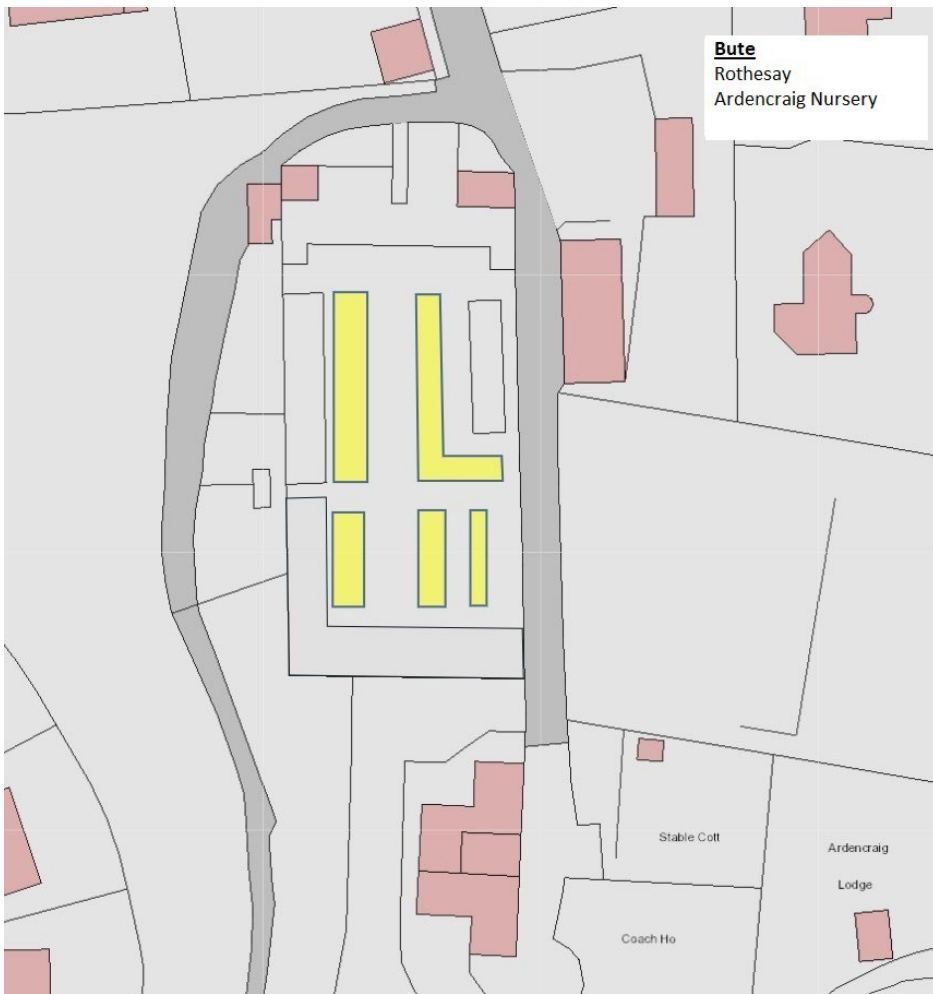 Bute
Rothesay
Ardencraig Nursery
Stable Cott
Ardencraig
Lodge
Coach Ho